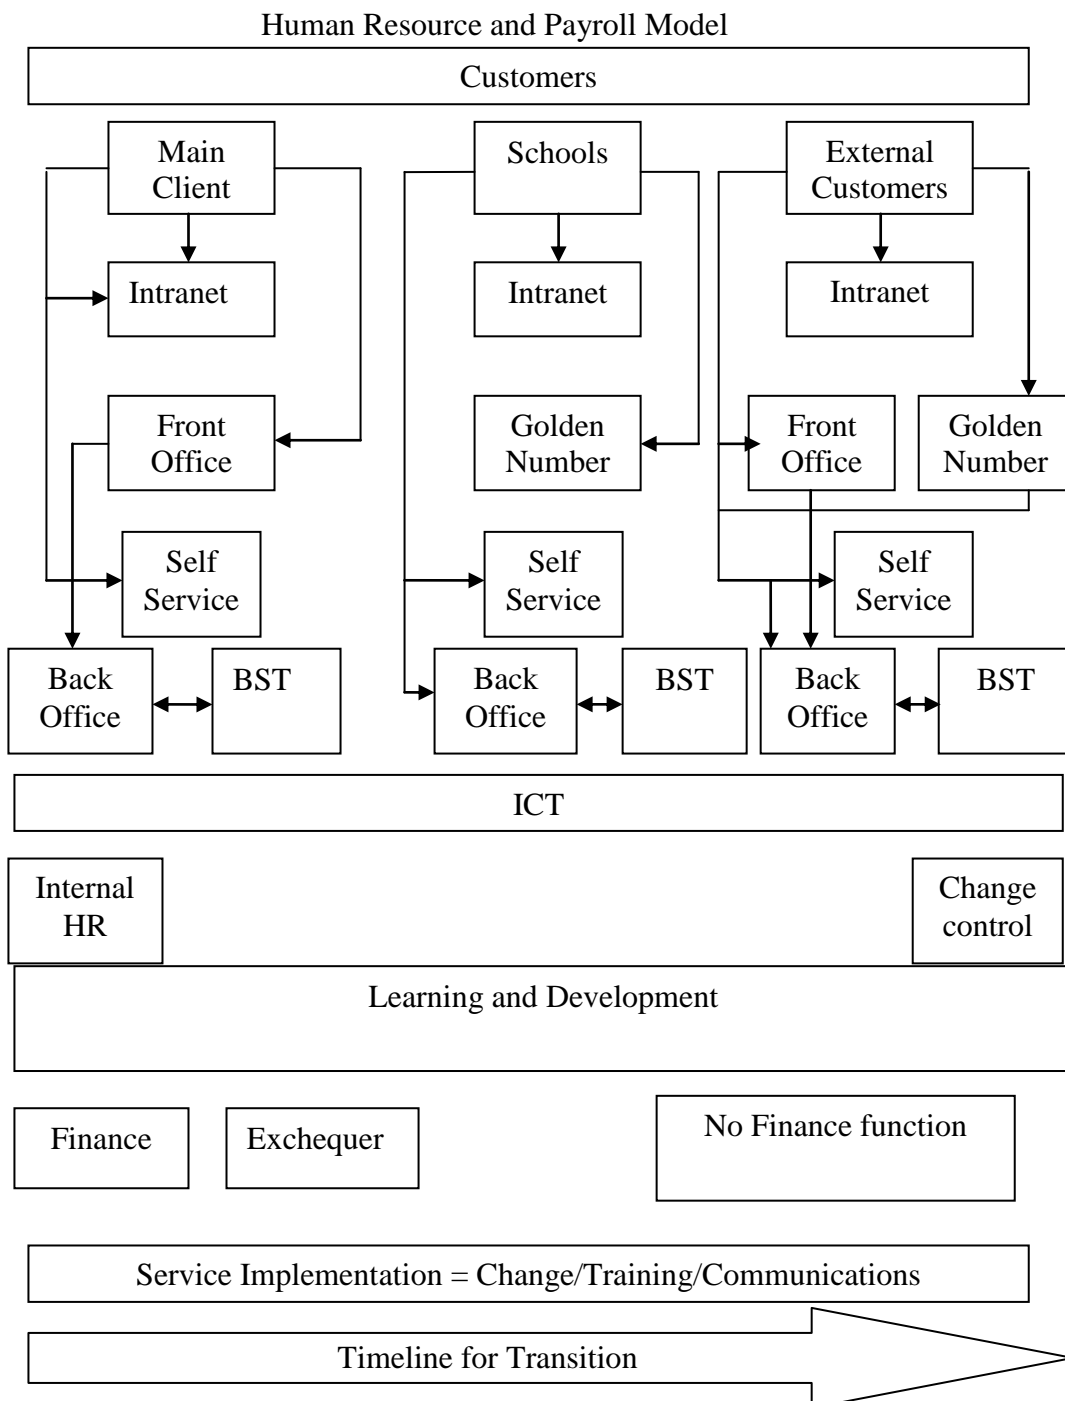 Human Resource and Payroll Model
Customers
Main
Client
Schools
External
Customers
Intranet
Intranet
Intranet
Front
Office
Golden
Number
Front
Office
Golden
Number
Self
Service
Self
Service
Self
Service
Back
Office
BST
Back
Office
BST
Back
Office
BST
ICT
Internal
HR
Change
control
Learning and Development
Finance
Exchequer
No Finance function
Service Implementation = Change/Training/Communications
Timeline for Transition